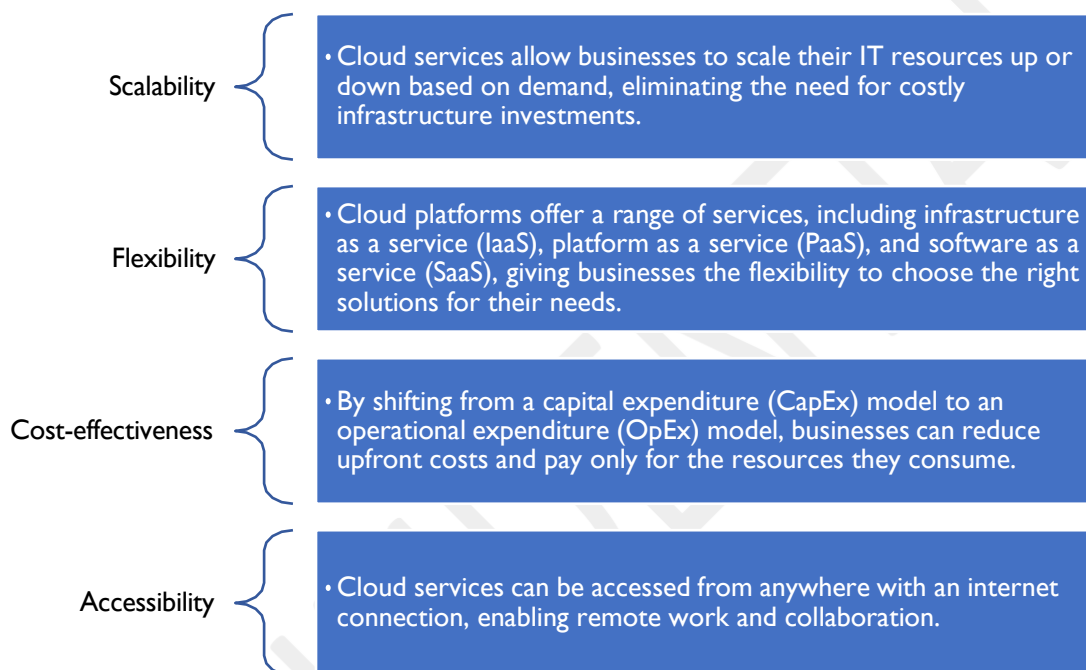 Scalability
• Cloud services allow businesses to scale their IT resources up or
down based on demand, eliminating the need for costly
infrastructure investments.
Flexibility
• Cloud platforms offer a range of services, including infrastructure
as a service (IaaS), platform as a service (PaaS), and software as a
service (SaaS), giving businesses the flexibility to choose the right
solutions for their needs.
Cost-effectiveness
• By shifting from a capital expenditure (CapEx) model to an
operational expenditure (OpEx) model, businesses can reduce
upfront costs and pay only for the resources they consume.
Accessibility
• Cloud services can be accessed from anywhere with an internet
connection, enabling remote work and collaboration.